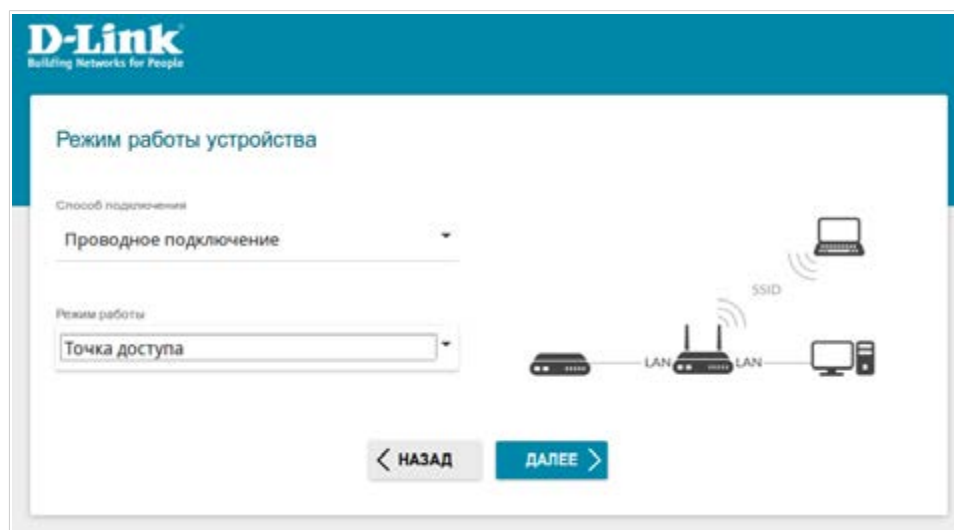 D-Link
Building Networks for People
Режим работы устройства
Способ подключения
Проводное подключение
Режим работы
Точка доступа
SSID
LAN
LAN
НАЗАД
ДАЛЕЕ